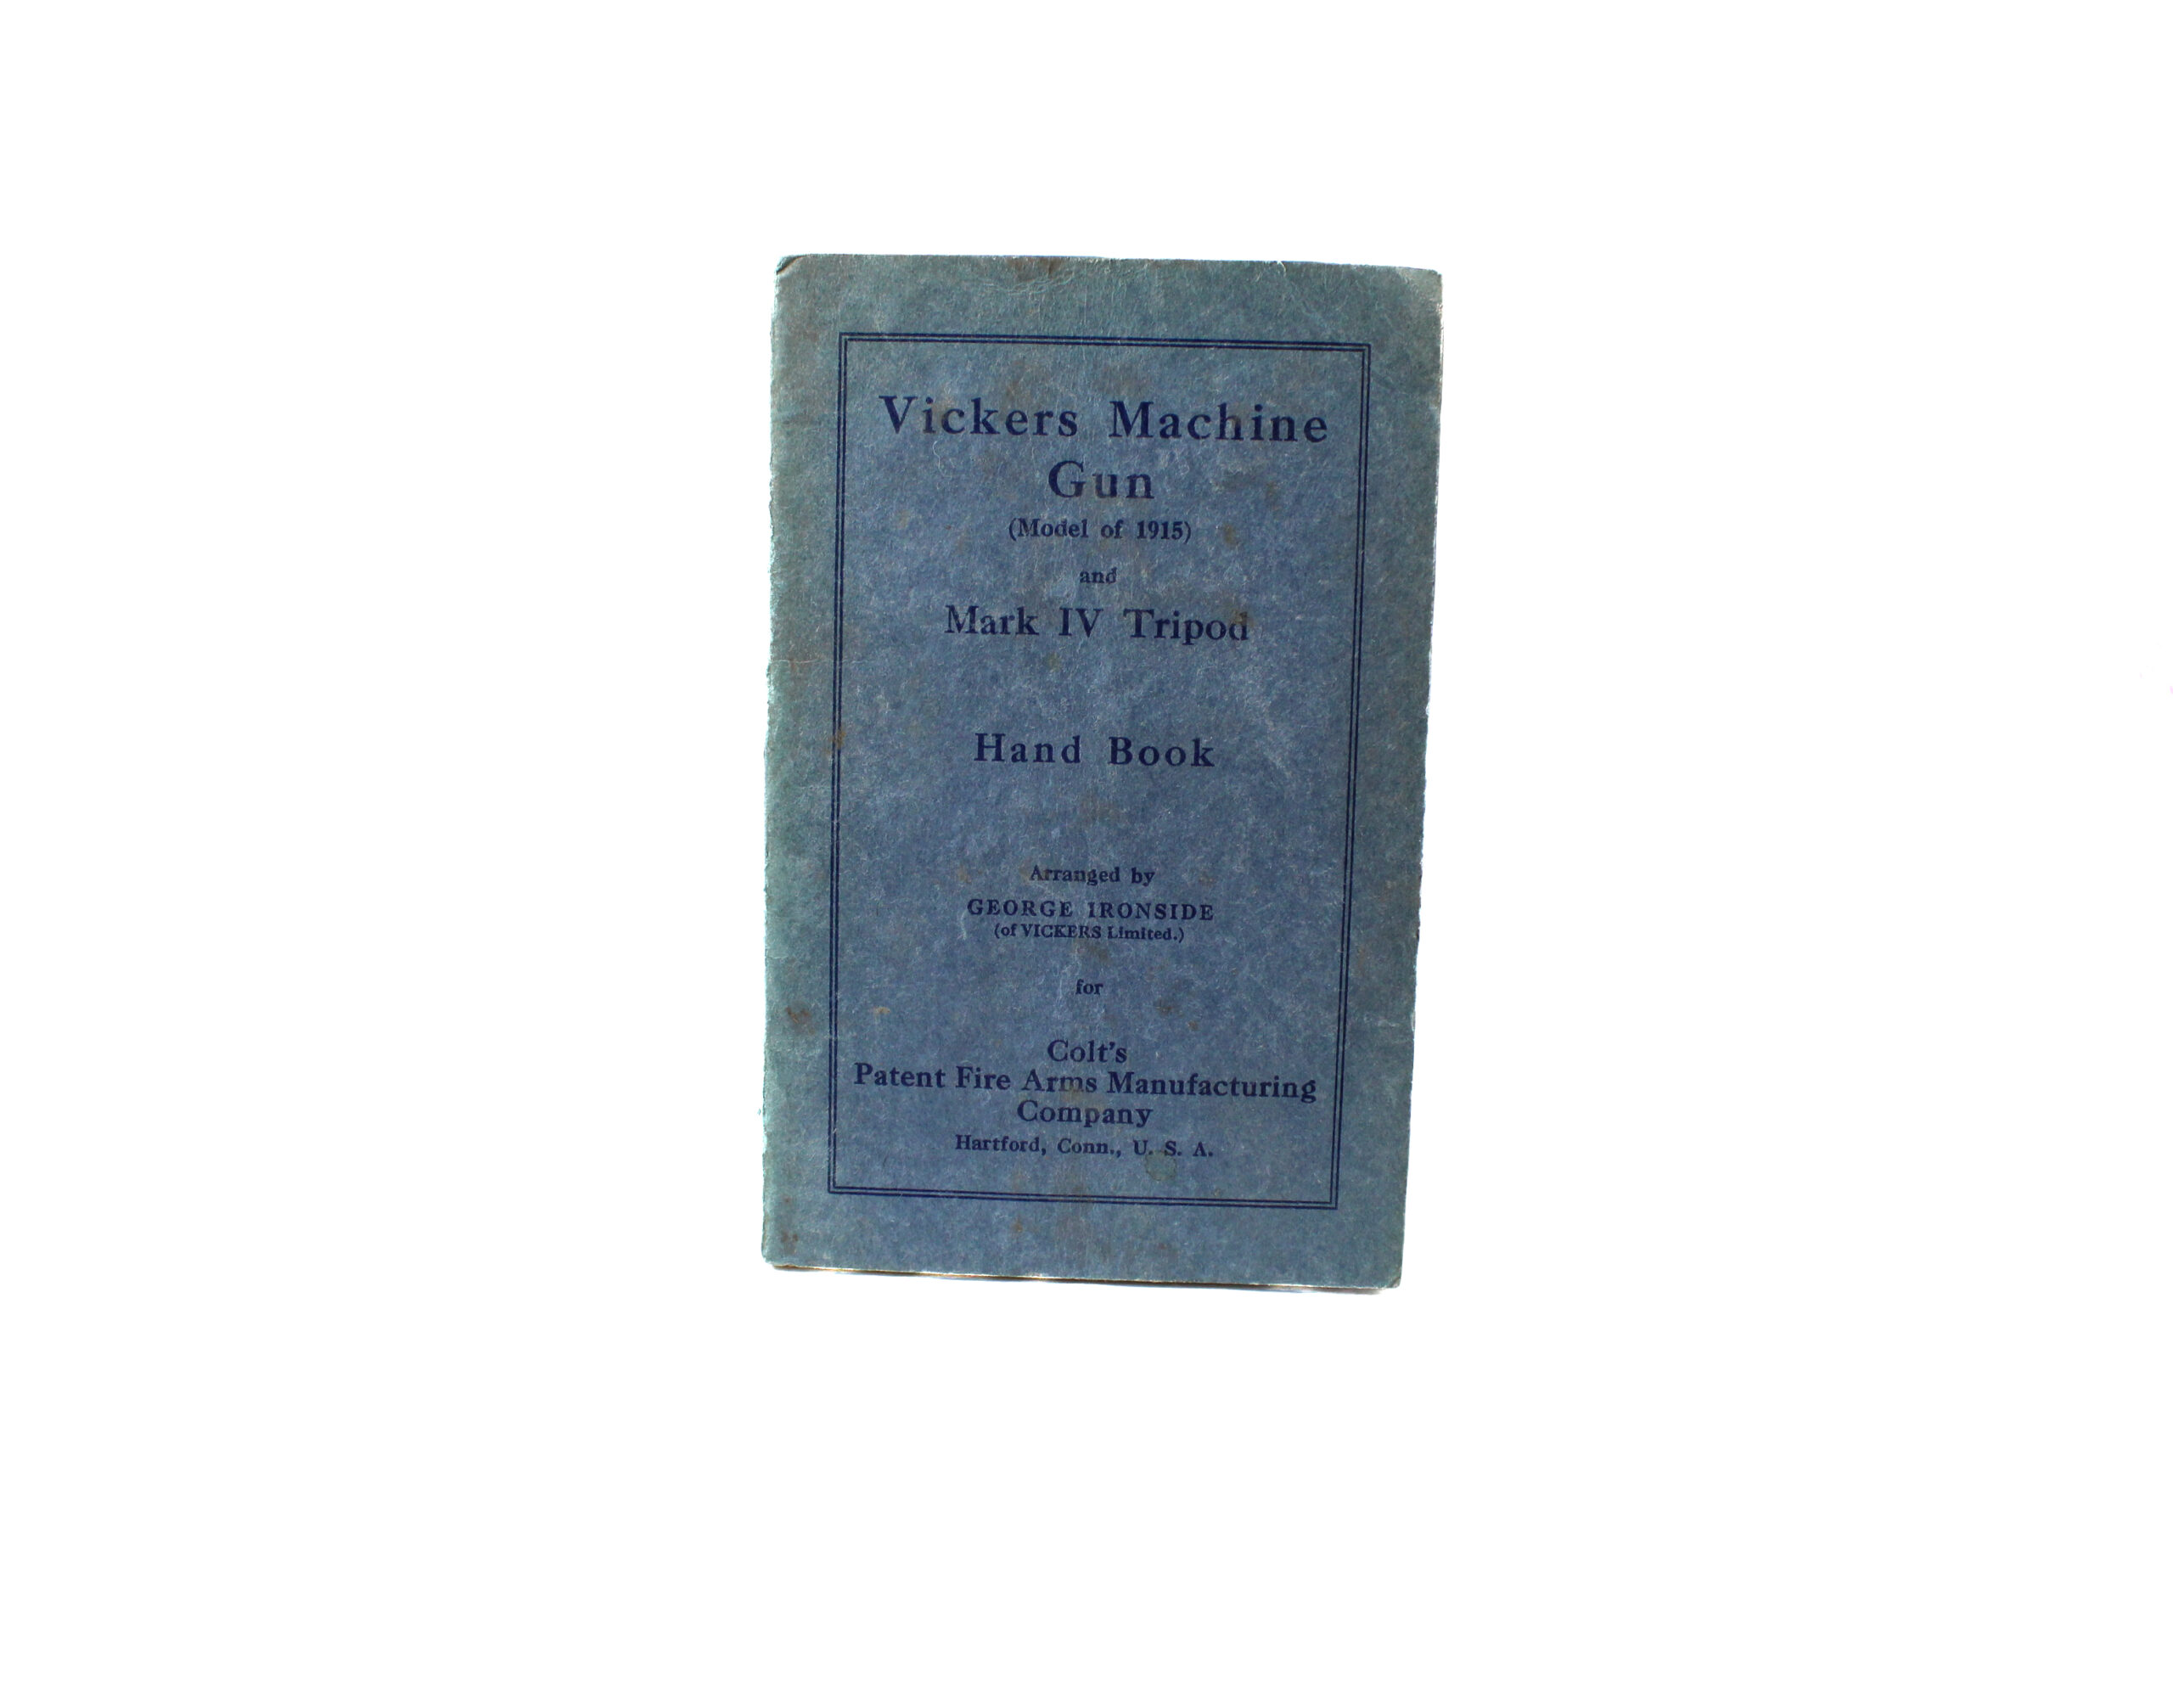 Vickers Machine
Gun
(Model of 1915)
and
Mark IV Tripod
Hand Book
Arranged by
GEORGE IRONSIDE
(of VICKERS Limited.)
for
Colt's
Patent Fire Arms Manufacturing
Company
Hartford, Conn., U. S. A.